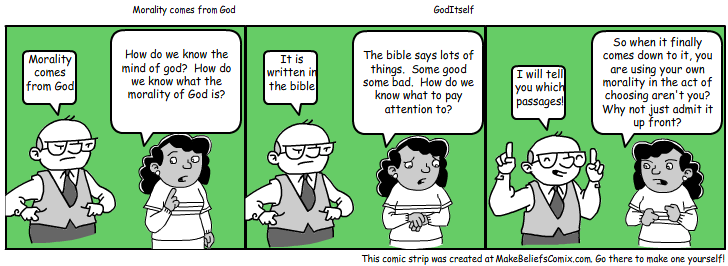 Morality comes from God
GodItself
Morality
comes
from God
How do we know the
mind of god? How do
we know what the
morality of God is?
It is
written in
the bible
The bible says lots of
things. Some good
some bad. How do we
know what to pay
attention to?
I will tell
you which
passages!
So when it finally
comes down to it, you
are using your own
morality in the act of
choosing aren't you?
Why not just admit it
up front?
This comic strip was created at MakeBeliefsComix.com. Go there to make one yourself!